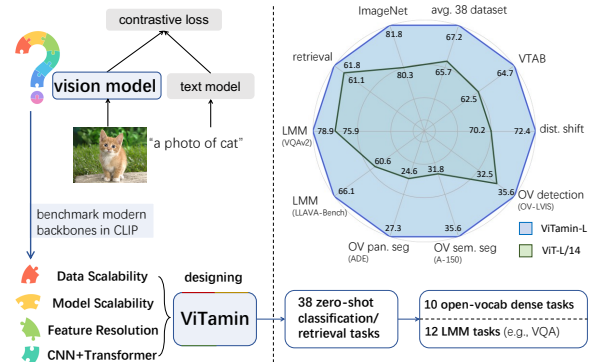 contrastive loss
vision model
text model
"a photo of cat"
benchmark modern
backbones in CLIP
Data Scalability
Model Scalability
Feature Resolution
CNN+Transformer
designing
ViTamin
38 zero-shot
classification/
retrieval tasks
10 open-vocab dense tasks
12 LMM tasks (e.g., VQA)
ImageNet
81.8
80.3
avg. 38 dataset
67.2
65.7
VTAB
64.7
62.5
dist. shift
72.4
70.2
OV detection
(OV-LVIS)
35.6
32.5
OV sem. seg
(A-150)
35.6
31.8
OV pan. seg
(ADE)
27.3
24.6
LMM
(LLAVA-Bench)
66.1
60.6
LMM
(VQAv2)
78.9
75.9
retrieval
61.8
61.1
ViTamin-L
ViT-L/14